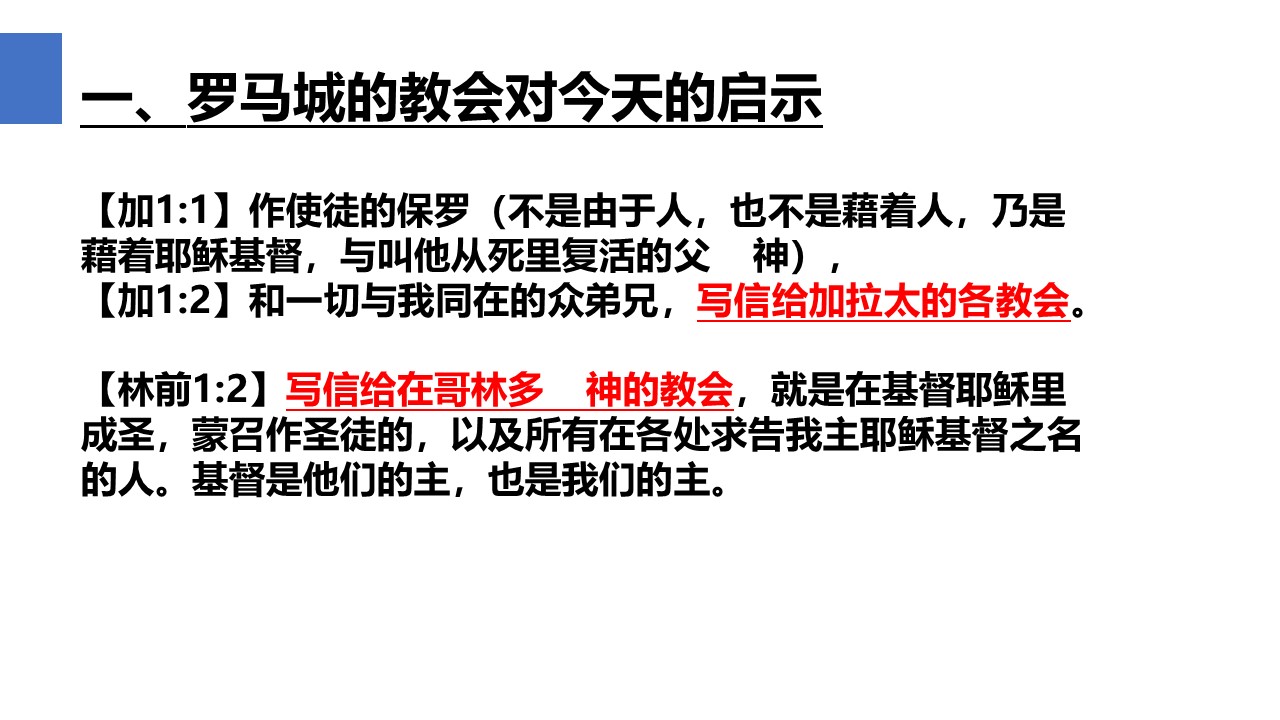 一、罗马城的教会对今天的启示
【加1:1】作使徒的保罗（不是由于人，也不是藉着人，乃是
藉着耶稣基督，与叫他从死里复活的父　神），
【加1:2】和一切与我同在的众弟兄，写信给加拉太的各教会。
【林前1:2】写信给在哥林多　神的教会，就是在基督耶稣里
成圣，蒙召作圣徒的，以及所有在各处求告我主耶稣基督之名
的人。基督是他们的主，也是我们的主。